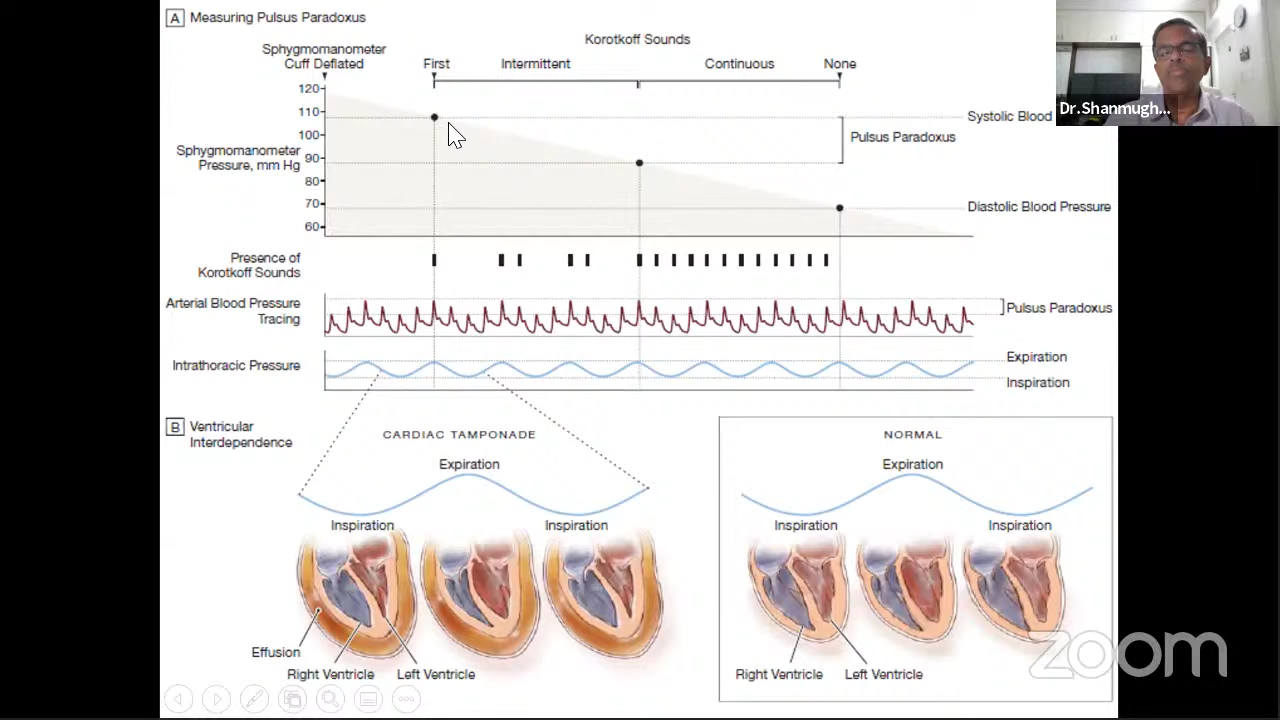 A Measuring Pulsus Paradoxus
Korotkoff Sounds
Sphygmomanometer
Cuff Deflated
First
Intermittent
Continuous
None
120
110
100
90
80
70
60
Sphygmomanometer
Pressure, mm Hg
Systolic Blood
Pulsus Paradoxus
Diastolic Blood Pressure
Dr.Shanmugh...
Presence of
Korotkoff Sounds
Arterial Blood Pressure
Tracing
Pulsus Paradoxus
Intrathoracic Pressure
Expiration
Inspiration
B Ventricular
Interdependence
CARDIAC TAMPONADE
Expiration
Inspiration
Inspiration
Effusion
Right Ventricle
Left Ventricle
NORMAL
Expiration
Inspiration
Inspiration
Right Ventricle
Left Ventricle
zoom